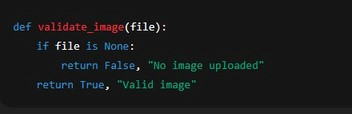 def validate_image(file):
    if file is None:
        return False, "No image uploaded"
    return True, "Valid image"